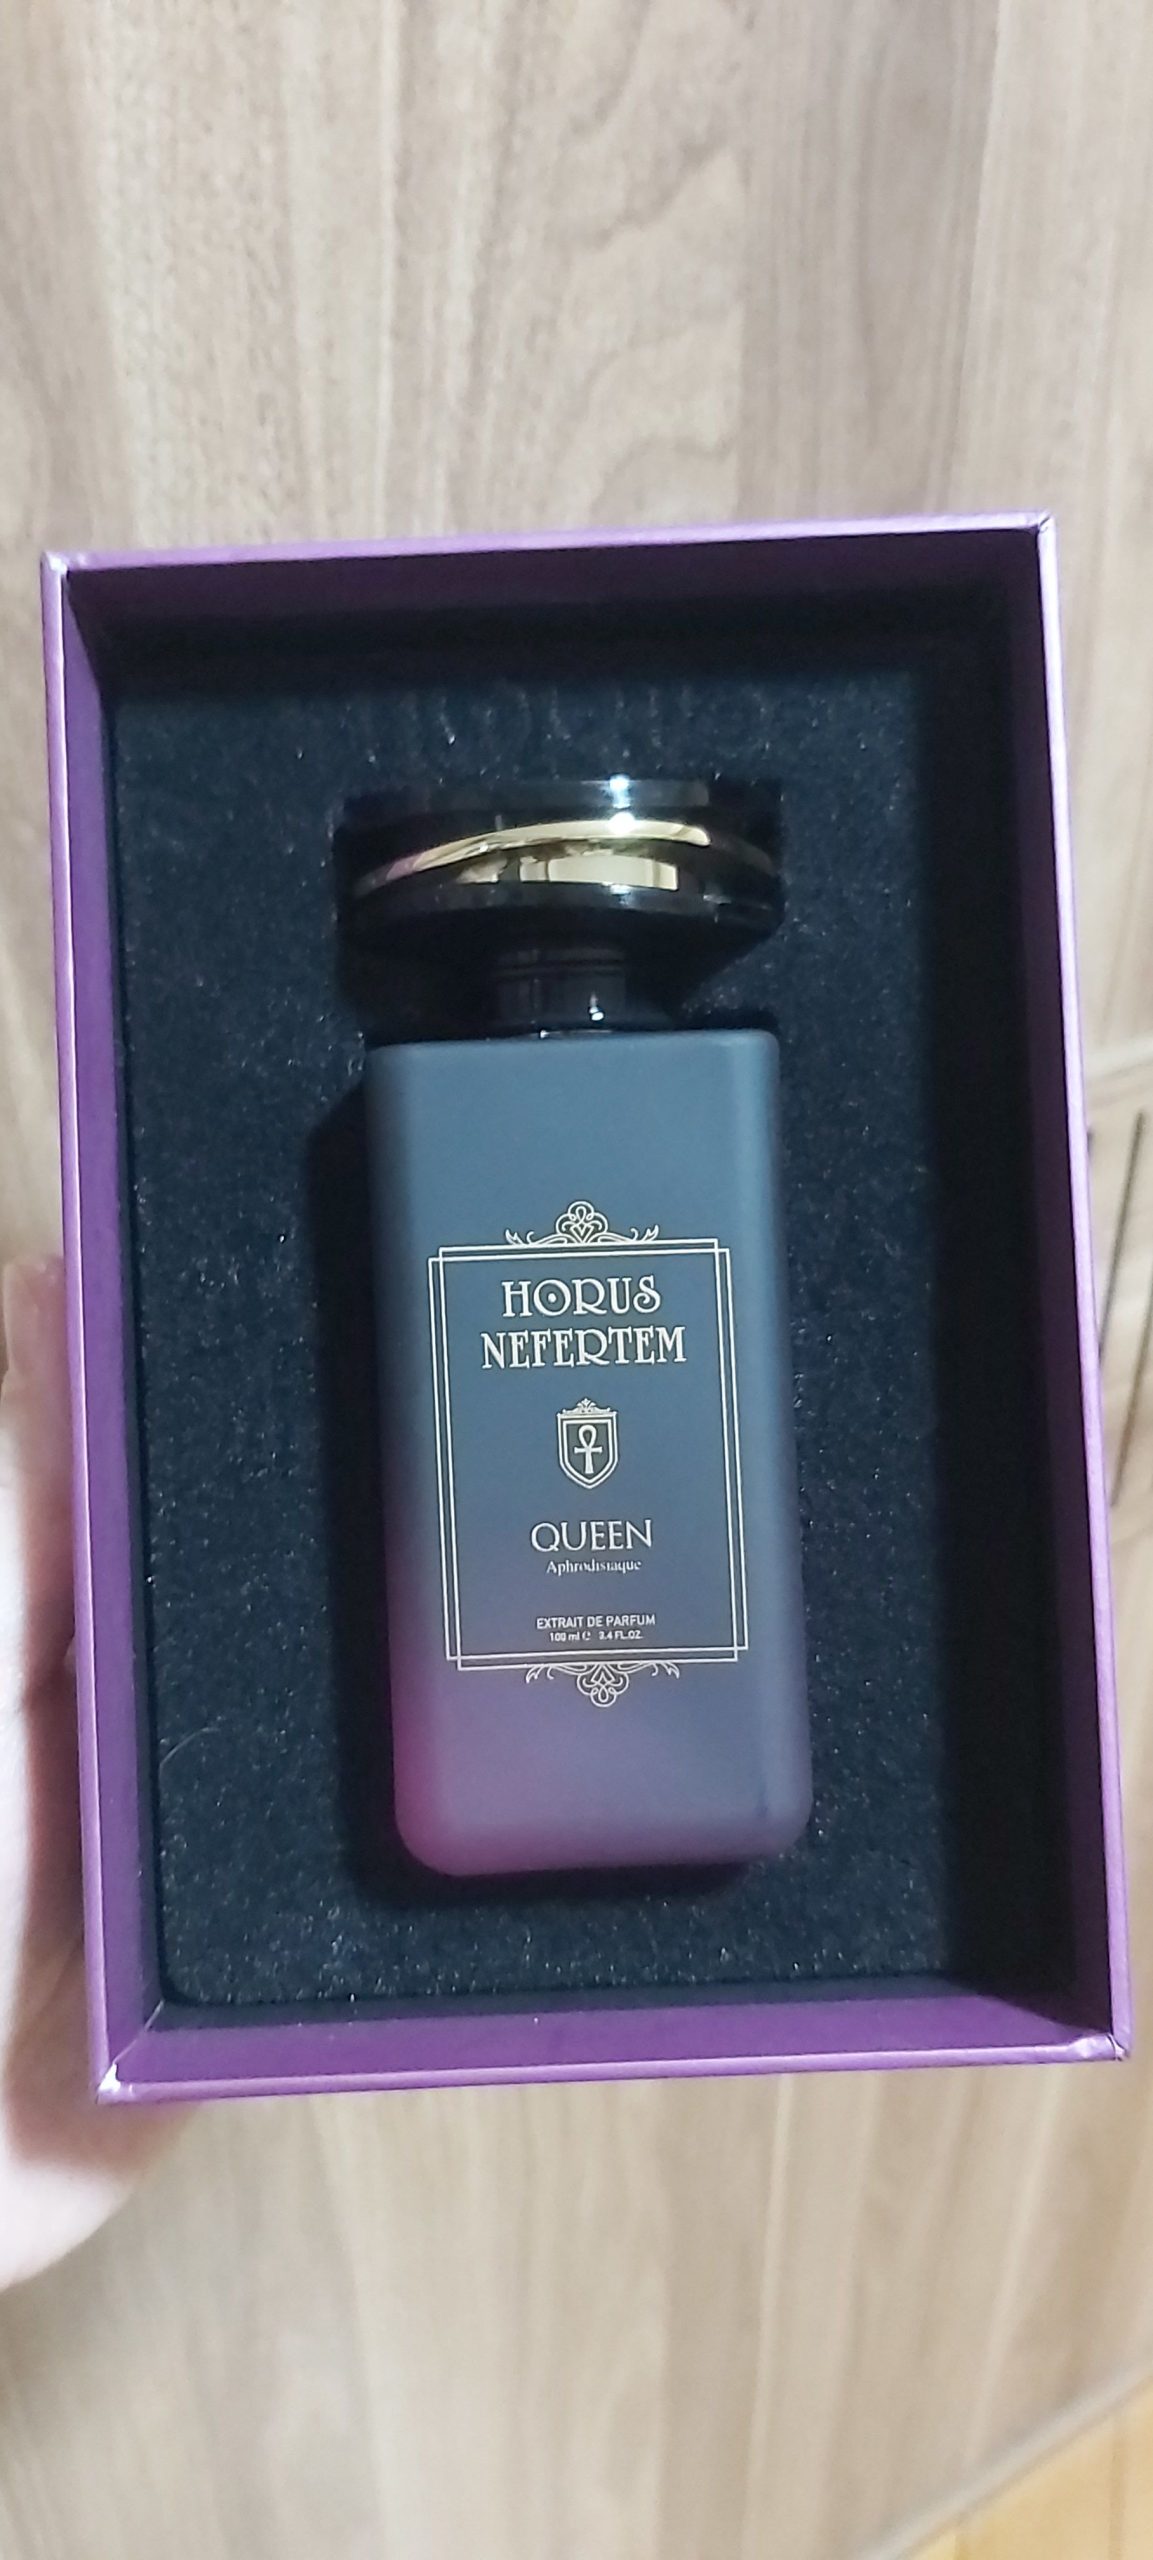 HORUS
NEFERTEM
QUEEN
Aphrodisiaque
EXTRAIT DE PARFUM
100 ml ℮ 3.4 FL.OZ.